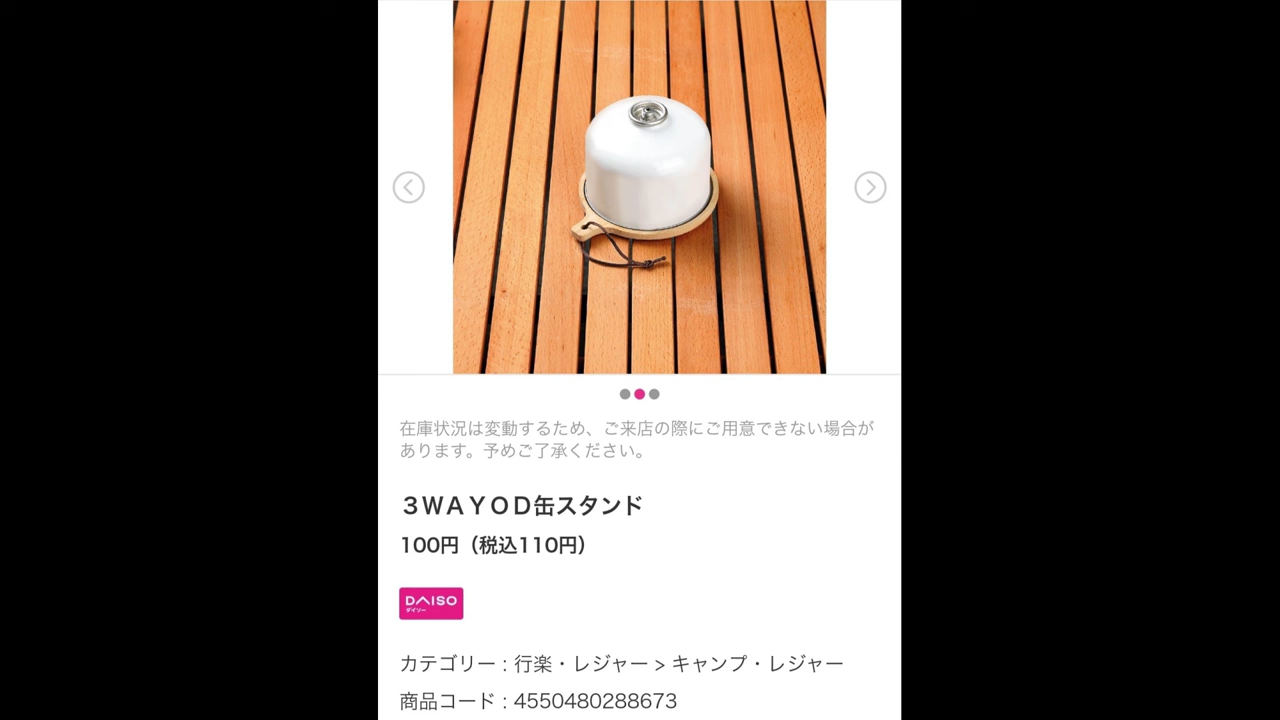 在庫状況は変動するため、ご来店の際にご用意できない場合が
あります。予めご了承ください。
３ＷＡＹＯＤ缶スタンド
100円（税込110円）
DAISO
ダイソー
カテゴリー : 行楽・レジャー > キャンプ・レジャー
商品コード : 4550480288673